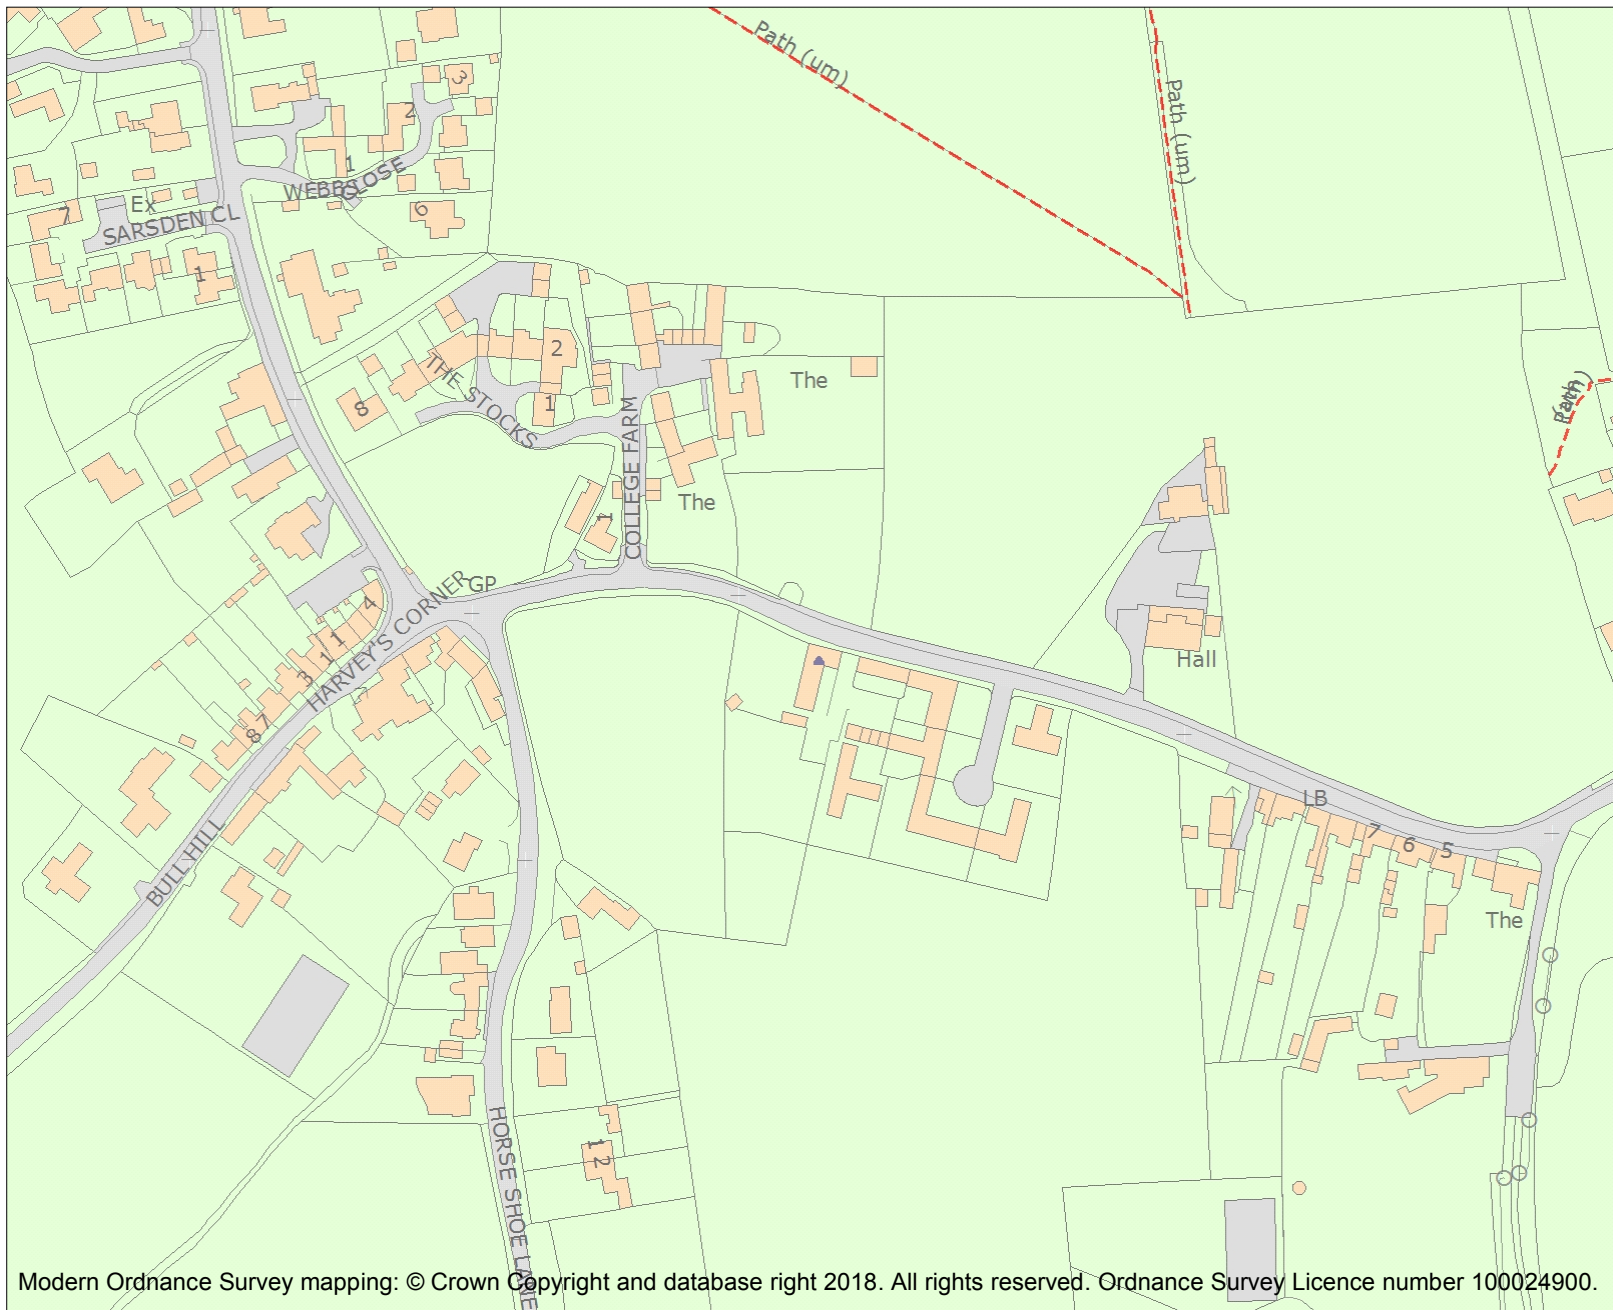 Path (um)
Path (um)
3
2
1
WEBBS CLOSE
Ex
7
SARSDEN CL
6
1
2
THE STOCKS
8
1
The
COLLEGE FARM
The
1
GP
4
HARVEY'S CORNER
1
1
3
7
8
Hall
LB
7
6
5
BULL HILL
The
HORSE SHOE LANE
1
2
Modern Ordnance Survey mapping: © Crown Copyright and database right 2018. All rights reserved. Ordnance Survey Licence number 100024900.